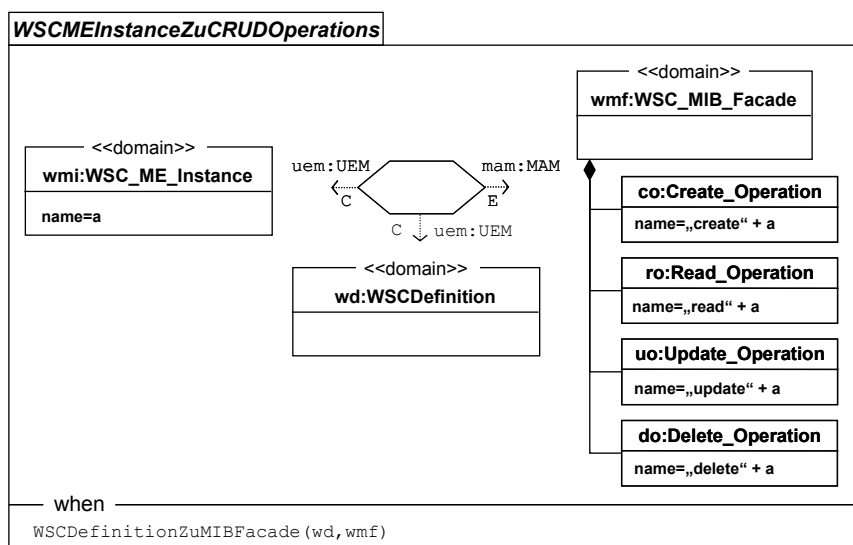 WSCMEInstanceZuCRUDOperations
<<domain>>
wmf:WSC_MIB_Facade
<<domain>>
wmi:WSC_ME_Instance
name=a
uem:UEM
mam:MAM
C
E
C
uem:UEM
<<domain>>
wd:WSCDefinition
co:Create_Operation
name=„create“ + a
ro:Read_Operation
name=„read“ + a
uo:Update_Operation
name=„update“ + a
do:Delete_Operation
name=„delete“ + a
when
WSCDefinitionZuMIBFacade(wd,wmf)